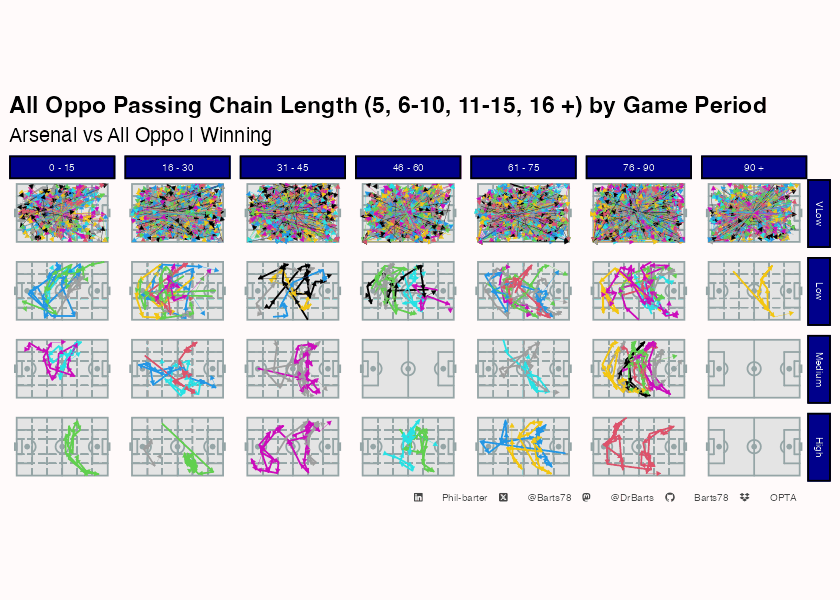 All Oppo Passing Chain Length (5, 6-10, 11-15, 16 +) by Game Period
Arsenal vs All Oppo | Winning
0 - 15 16 - 30 31 - 45 46 - 60 61 - 75 76 - 90 90 +
V.Low
Low
Medium
High
Phil-barter @Barts78 @DrBarts Barts78 OPTA